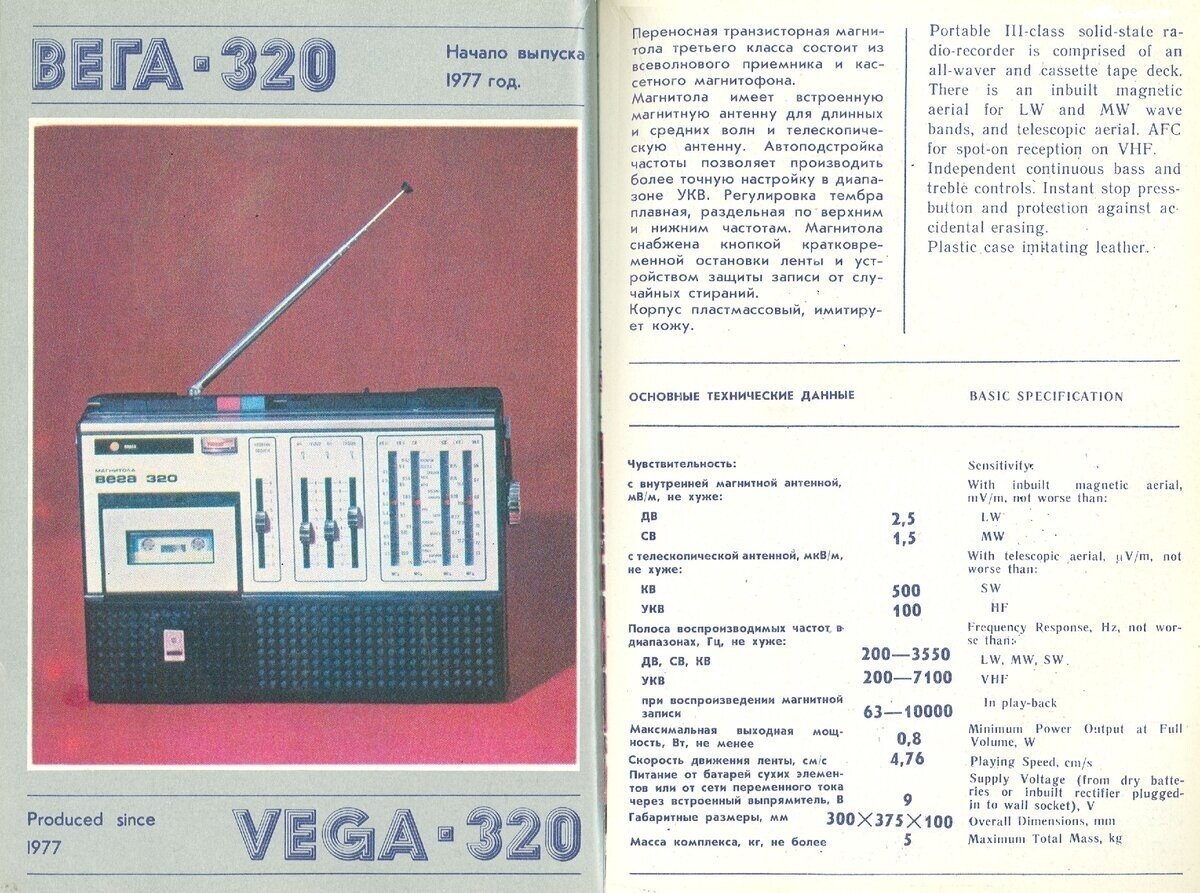 ВЕГА·320
Начало выпуска
1977 год.
МАГНИТОЛА
вега 320
Produced since
1977
VEGA·320
Переносная транзисторная магни-
тола третьего класса состоит из
всеволнового приемника и кас-
сетного магнитофона.
Магнитола имеет встроенную
магнитную антенну для длинных
и средних волн и телескопиче-
скую антенну. Автоподстройка
частоты позволяет производить
более точную настройку в диапа-
зоне УКВ. Регулировка тембра
плавная, раздельная по верхним
и нижним частотам. Магнитола
снабжена кнопкой кратковре-
менной остановки ленты и уст-
ройством защиты записи от слу-
чайных стираний.
Корпус пластмассовый, имитиру-
ет кожу.
Portable III-class solid-state ra-
dio-recorder is comprised of an
all-waver and cassette tape deck.
There is an inbuilt magnetic
aerial for LW and MW wave
bands, and telescopic aerial. AFC
for spot-on reception on VHF.
Independent continuous bass and
treble controls. Instant stop press-
button and protection against ac-
cidental erasing.
Plastic case imitating leather.
ОСНОВНЫЕ ТЕХНИЧЕСКИЕ ДАННЫЕ
BASIC SPECIFICATION
Чувствительность:
Sensitivity:
с внутренней магнитной антенной,
мВ/м, не хуже:
With inbuilt magnetic aerial,
mV/m, not worse than:
ДВ 2,5 LW
СВ 1,5 MW
с телескопической антенной, мкВ/м,
не хуже:
With telescopic aerial, μV/m, not
worse than:
КВ 500 SW
УКВ 100 HF
Полоса воспроизводимых частот в
диапазонах, Гц, не хуже:
Frequency Response, Hz, not wor-
se than:
ДВ, СВ, КВ 200—3550 LW, MW, SW
УКВ 200—7100 VHF
при воспроизведении магнитной
записи 63—10000 In play-back
Максимальная выходная мощ-
ность, Вт, не менее 0,8
Minimum Power Output at Full
Volume, W
Скорость движения ленты, см/с 4,76 Playing Speed, cm/s
Питание от батарей сухих элемен-
тов или от сети переменного тока
через встроенный выпрямитель, В 9
Supply Voltage (from dry batte-
ries or inbuilt rectifier plugged-
in to wall socket), V
Габаритные размеры, мм 300×375×100 Overall Dimensions, mm
Масса комплекса, кг, не более 5 Maximum Total Mass, kg